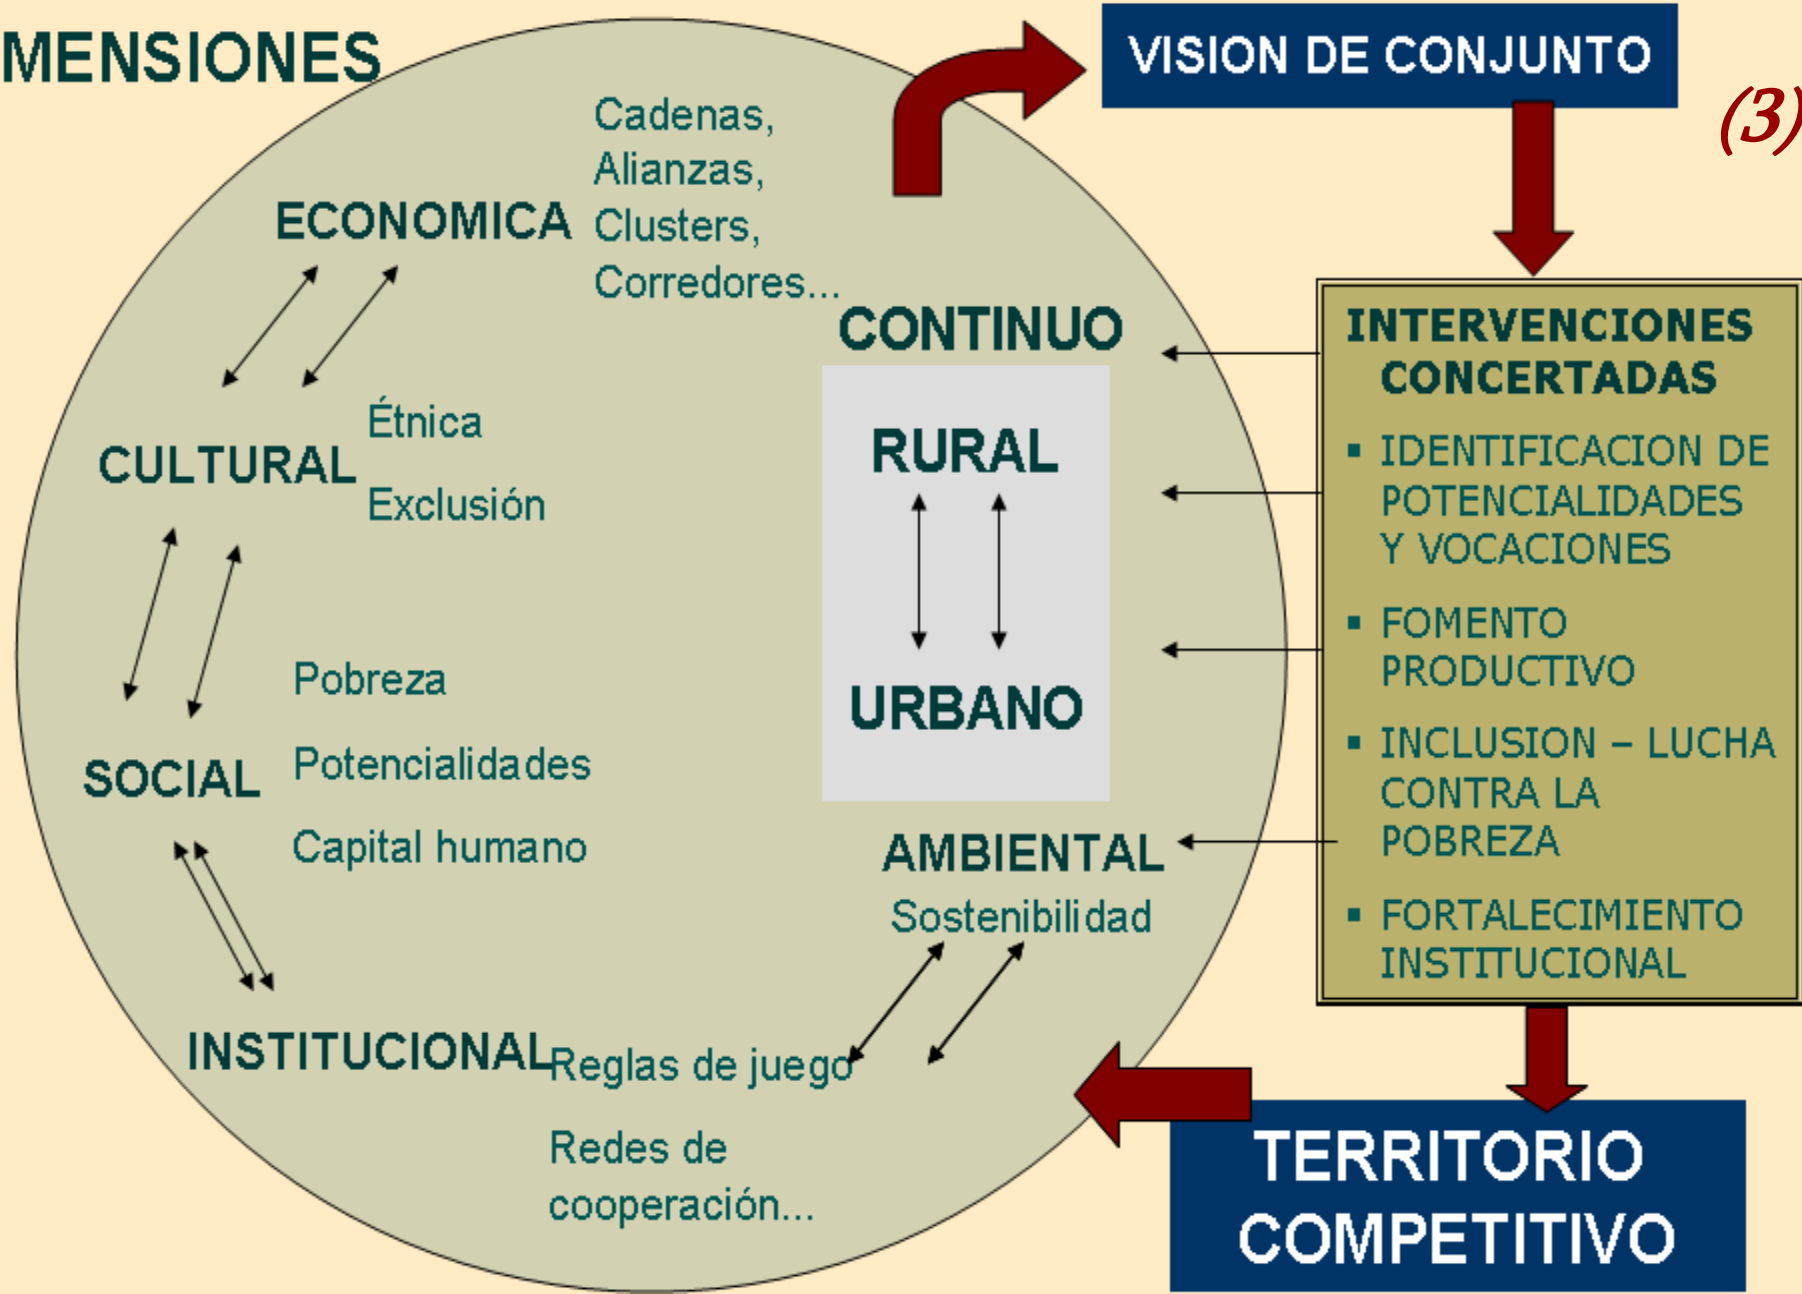 MENSIONES
VISION DE CONJUNTO
(3)
Cadenas,
Alianzas,
ECONOMICA
Clusters,
Corredores...
CONTINUO
Étnica
CULTURAL
Exclusión
RURAL
URBANO
Pobreza
SOCIAL
Potencialidades
Capital humano
AMBIENTAL
Sostenibilidad
INSTITUCIONAL
Reglas de juego
Redes de
cooperación...
INTERVENCIONES
CONCERTADAS
▪ IDENTIFICACION DE
POTENCIALIDADES
Y VOCACIONES
▪ FOMENTO
PRODUCTIVO
▪ INCLUSION – LUCHA
CONTRA LA
POBREZA
▪ FORTALECIMIENTO
INSTITUCIONAL
TERRITORIO
COMPETITIVO